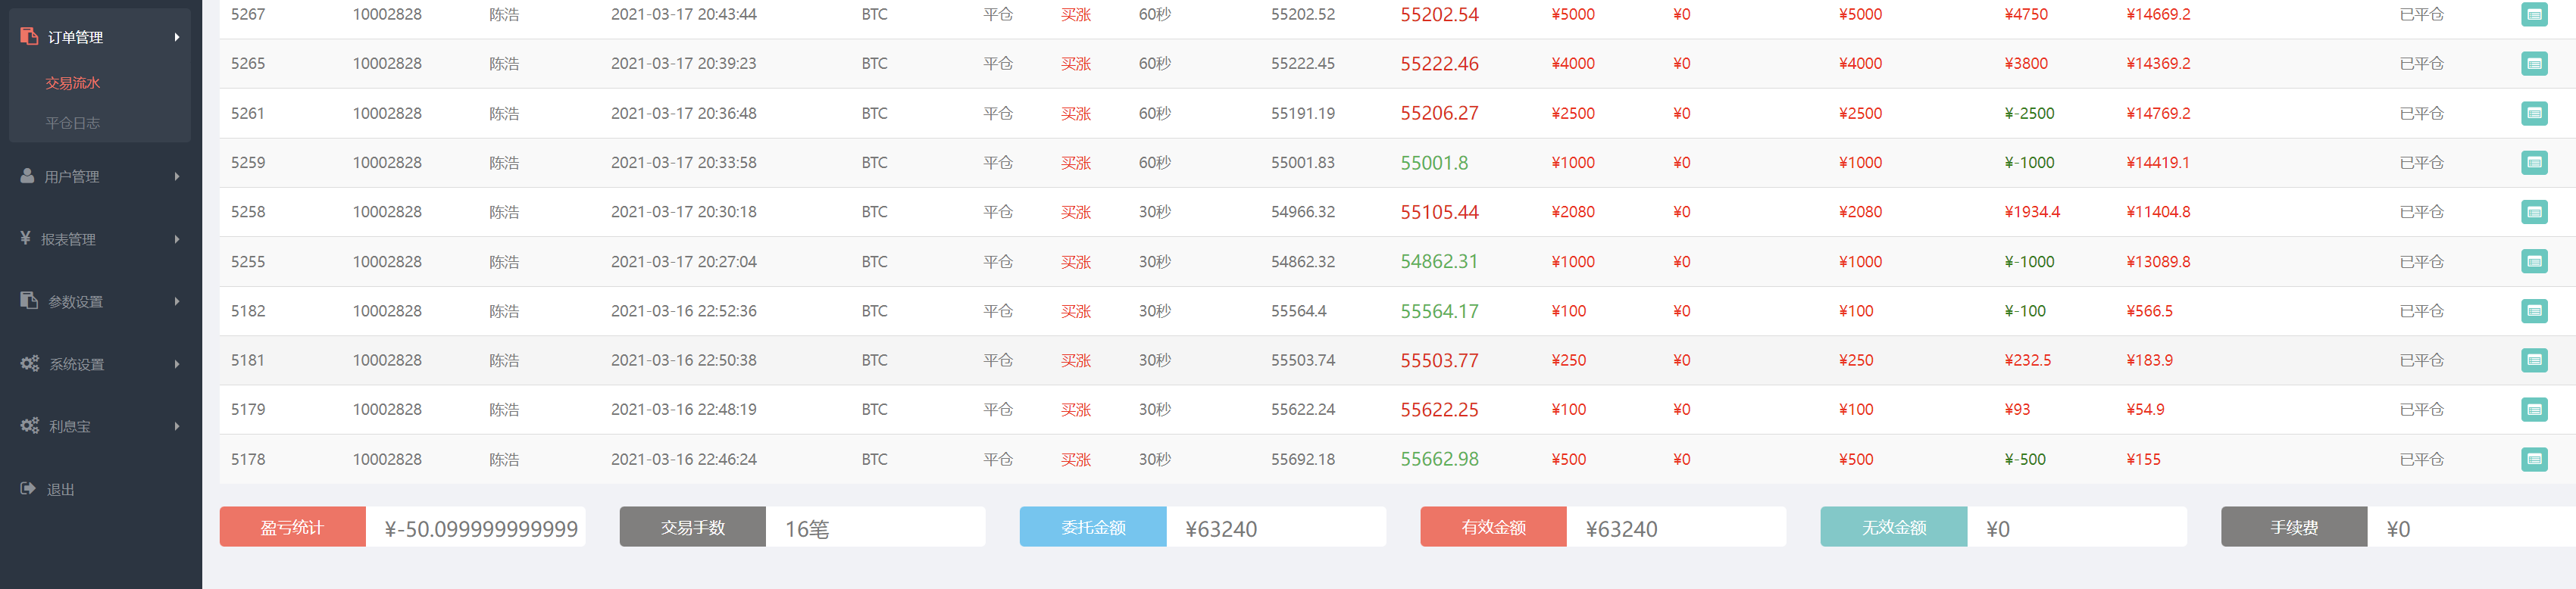 订单管理
交易流水
平仓日志
用户管理
¥ 报表管理
参数设置
系统设置
利息宝
退出
5267 10002828 陈浩 2021-03-17 20:43:44 BTC 平仓 买涨 60秒 55202.52 55202.54 ¥5000 ¥0 ¥5000 ¥4750 ¥14669.2 已平仓
5265 10002828 陈浩 2021-03-17 20:39:23 BTC 平仓 买涨 60秒 55222.45 55222.46 ¥4000 ¥0 ¥4000 ¥3800 ¥14369.2 已平仓
5261 10002828 陈浩 2021-03-17 20:36:48 BTC 平仓 买涨 60秒 55191.19 55206.27 ¥2500 ¥0 ¥2500 ¥-2500 ¥14769.2 已平仓
5259 10002828 陈浩 2021-03-17 20:33:58 BTC 平仓 买涨 60秒 55001.83 55001.8 ¥1000 ¥0 ¥1000 ¥-1000 ¥14419.1 已平仓
5258 10002828 陈浩 2021-03-17 20:30:18 BTC 平仓 买涨 30秒 54966.32 55105.44 ¥2080 ¥0 ¥2080 ¥1934.4 ¥11404.8 已平仓
5255 10002828 陈浩 2021-03-17 20:27:04 BTC 平仓 买涨 30秒 54862.32 54862.31 ¥1000 ¥0 ¥1000 ¥-1000 ¥13089.8 已平仓
5182 10002828 陈浩 2021-03-16 22:52:36 BTC 平仓 买涨 30秒 55564.4 55564.17 ¥100 ¥0 ¥100 ¥-100 ¥566.5 已平仓
5181 10002828 陈浩 2021-03-16 22:50:38 BTC 平仓 买涨 30秒 55503.74 55503.77 ¥250 ¥0 ¥250 ¥232.5 ¥183.9 已平仓
5179 10002828 陈浩 2021-03-16 22:48:19 BTC 平仓 买涨 30秒 55622.24 55622.25 ¥100 ¥0 ¥100 ¥93 ¥54.9 已平仓
5178 10002828 陈浩 2021-03-16 22:46:24 BTC 平仓 买涨 30秒 55692.18 55662.98 ¥500 ¥0 ¥500 ¥-500 ¥155 已平仓
盈亏统计 ¥-50.099999999999 交易手数 16笔 委托金额 ¥63240 有效金额 ¥63240 无效金额 ¥0 手续费 ¥0